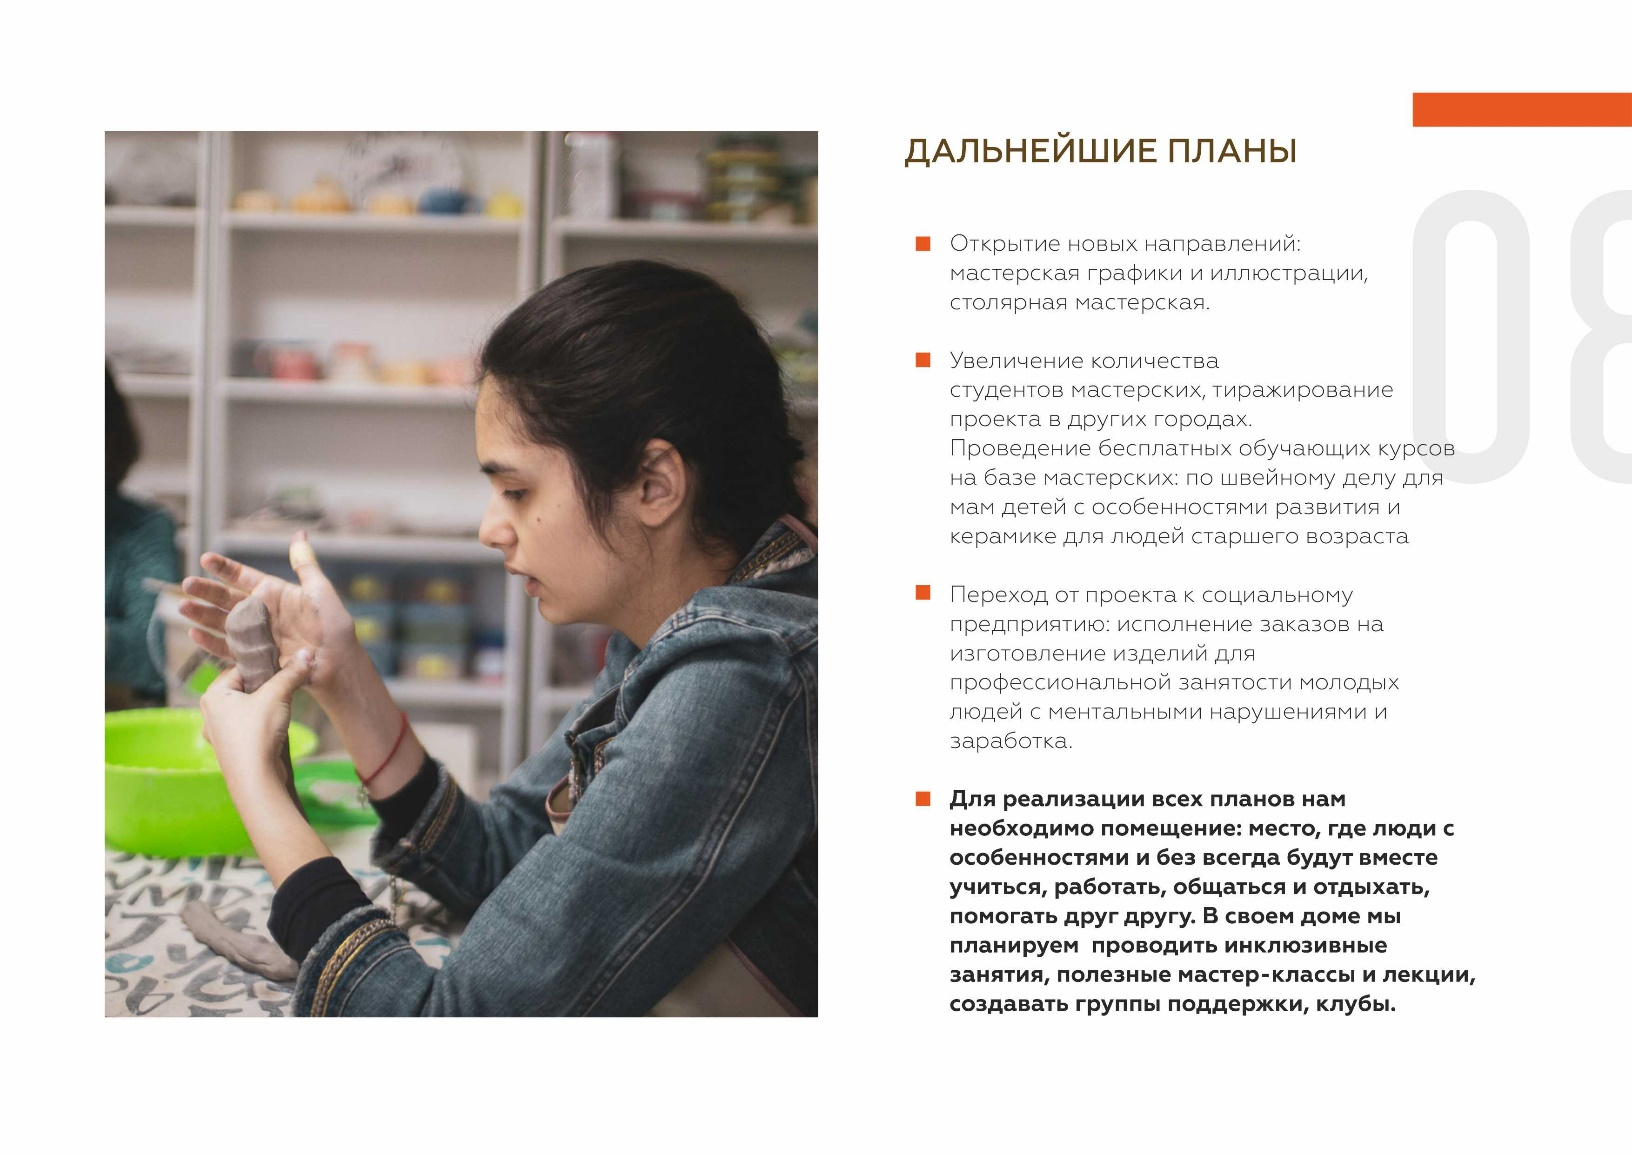 ДАЛЬНЕЙШИЕ ПЛАНЫ
08
Открытие новых направлений:
мастерская графики и иллюстрации,
столярная мастерская.
Увеличение количества
студентов мастерских, тиражирование
проекта в других городах.
Проведение бесплатных обучающих курсов
на базе мастерских: по швейному делу для
мам детей с особенностями развития и
керамике для людей старшего возраста
Переход от проекта к социальному
предприятию: исполнение заказов на
изготовление изделий для
профессиональной занятости молодых
людей с ментальными нарушениями и
заработка.
Для реализации всех планов нам
необходимо помещение: место, где люди с
особенностями и без всегда будут вместе
учиться, работать, общаться и отдыхать,
помогать друг другу. В своем доме мы
планируем  проводить инклюзивные
занятия, полезные мастер-классы и лекции,
создавать группы поддержки, клубы.